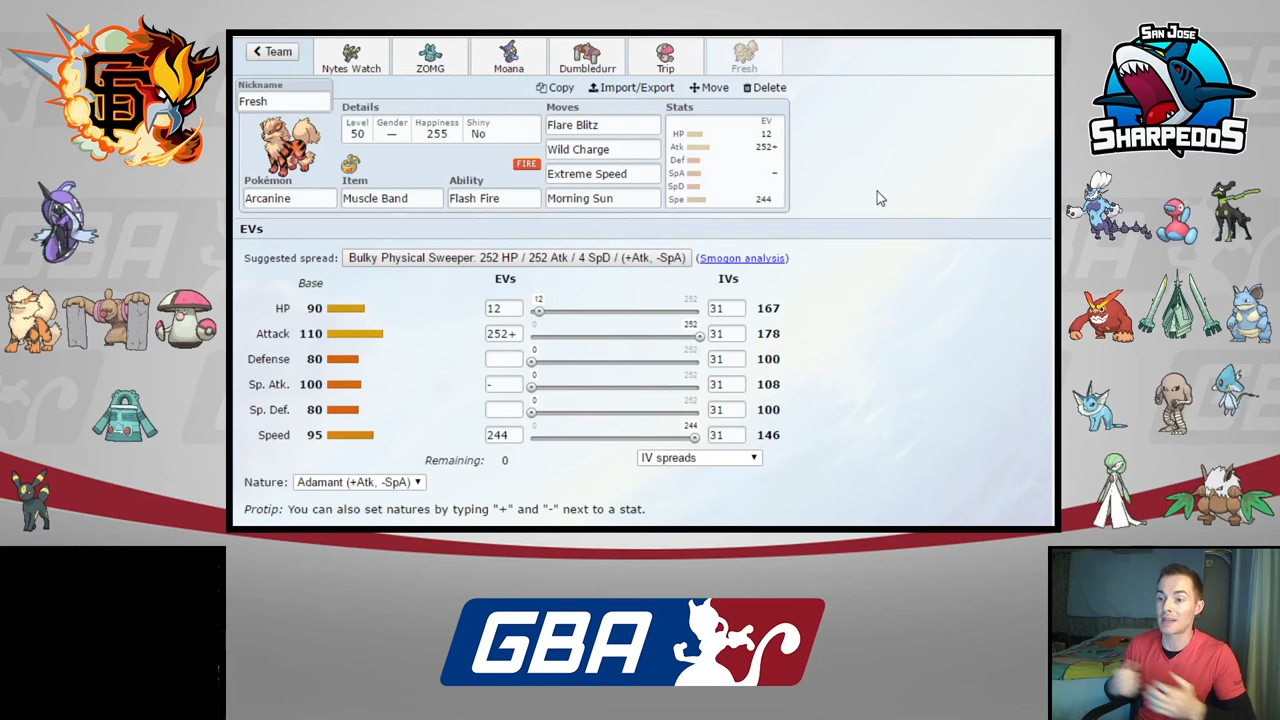 SF
SAN JOSE
SHARPEDOS
GBA
Team
Nytes Watch
ZOMG
Moana
Dumbledurr
Trip
Fresh
Nickname
Fresh
Copy
Import/Export
Move
Delete
Details
Moves
Stats
Level
50
Gender
—
Happiness
255
Shiny
No
FIRE
Pokémon
Arcanine
Item
Muscle Band
Ability
Flash Fire
Flare Blitz
Wild Charge
Extreme Speed
Morning Sun
EV
HP 12
Atk 252+
Def
SpA –
SpD
Spe 244
EVs
Suggested spread: Bulky Physical Sweeper: 252 HP / 252 Atk / 4 SpD / (+Atk, -SpA) (Smogon analysis)
Base EVs IVs
HP 90 12 12 252 31 167
Attack 110 252+ 0 252 31 178
Defense 80 0 252 31 100
Sp. Atk. 100 - 0 252 31 108
Sp. Def. 80 0 252 31 100
Speed 95 244 0 244 31 146
Remaining: 0 IV spreads
Nature: Adamant (+Atk, -SpA)
Protip: You can also set natures by typing "+" and "-" next to a stat.
GBA